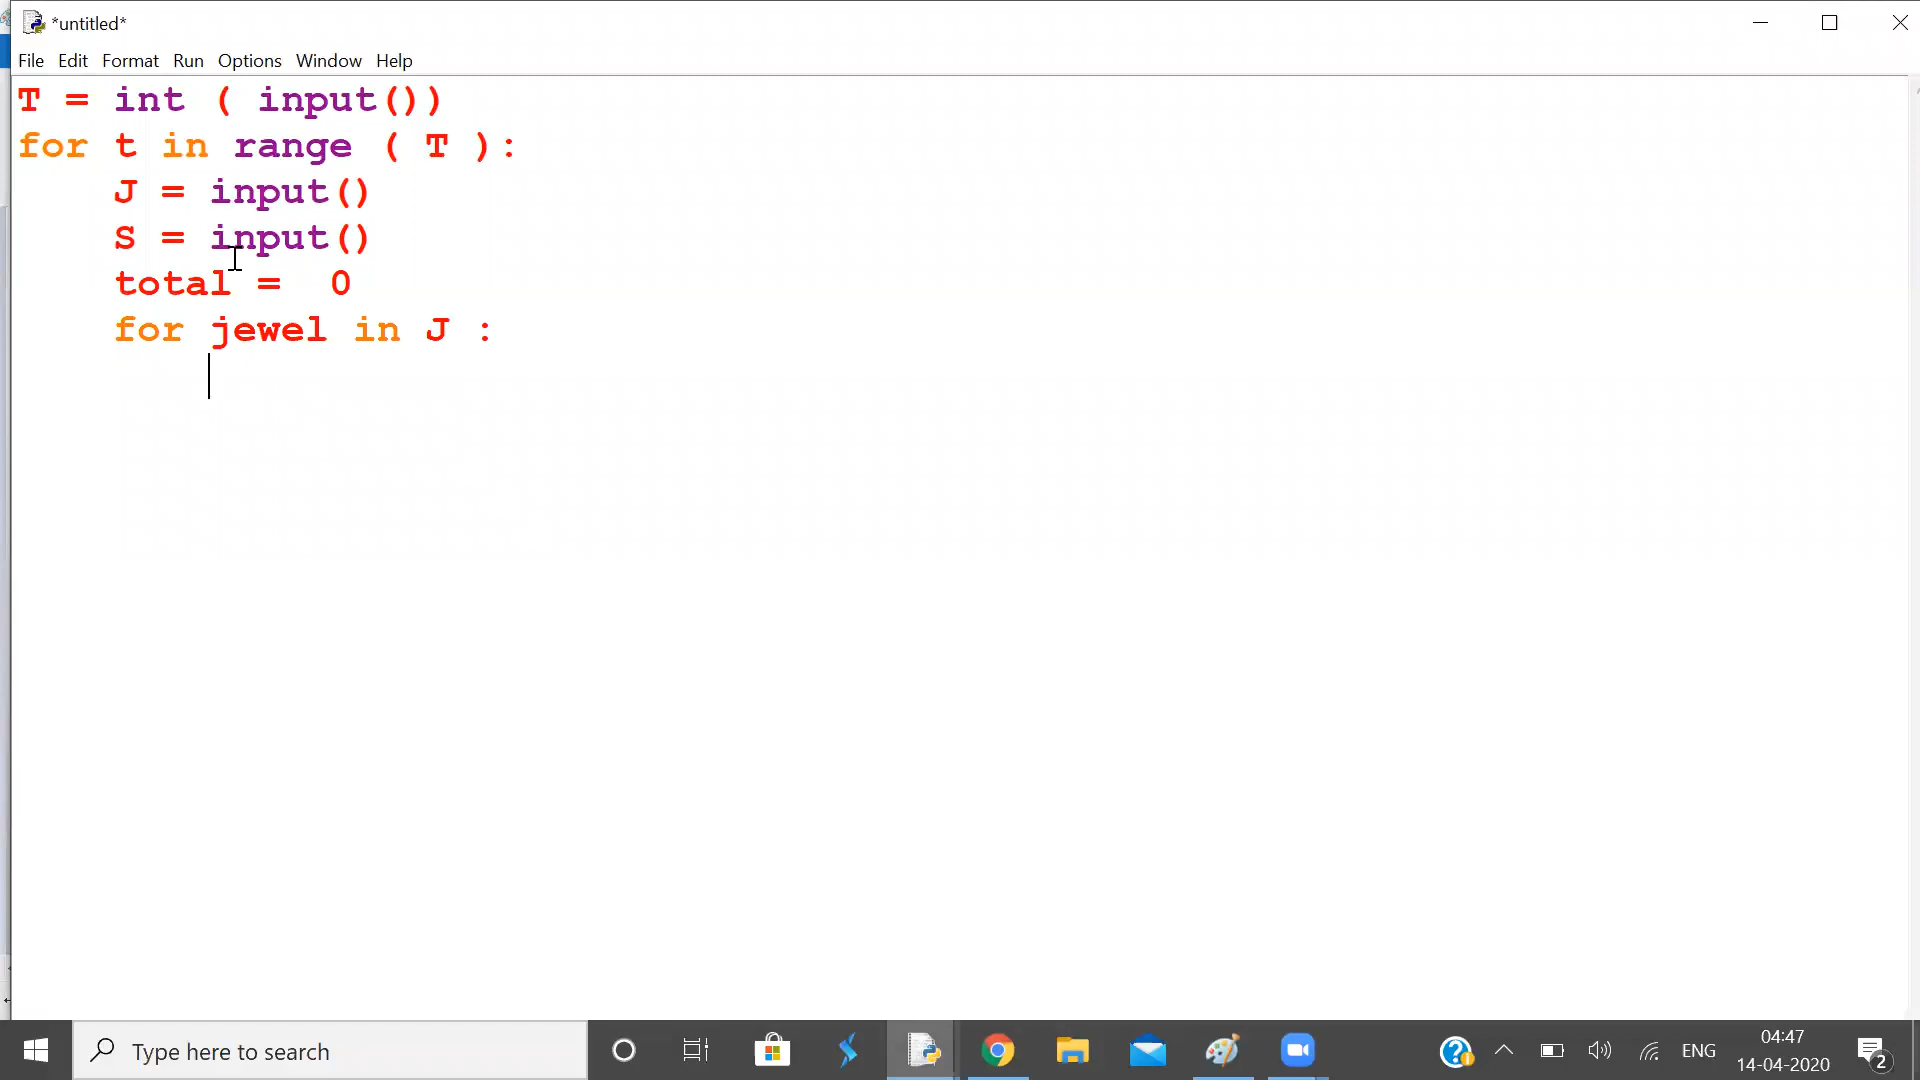 *untitled*
File Edit Format Run Options Window Help
T = int ( input())
for t in range ( T ):
    J = input()
    S = input()
    total =  0
    for jewel in J :
Type here to search
ENG
04:47
14-04-2020
2